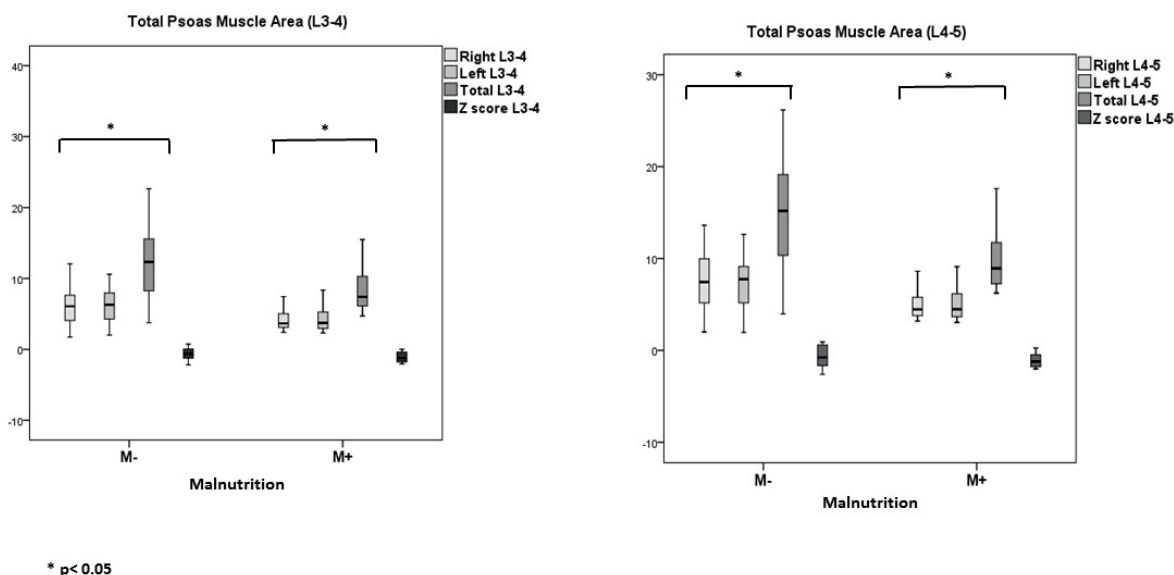 Total Psoas Muscle Area (L3-4)
Right L3-4
Left L3-4
Total L3-4
Z score L3-4
40
30
20
10
0
-10
*
*
M-
M+
Malnutrition
Total Psoas Muscle Area (L4-5)
Right L4-5
Left L4-5
Total L4-5
Z score L4-5
30
20
10
0
-10
*
*
M-
M+
Malnutrition
* p< 0.05